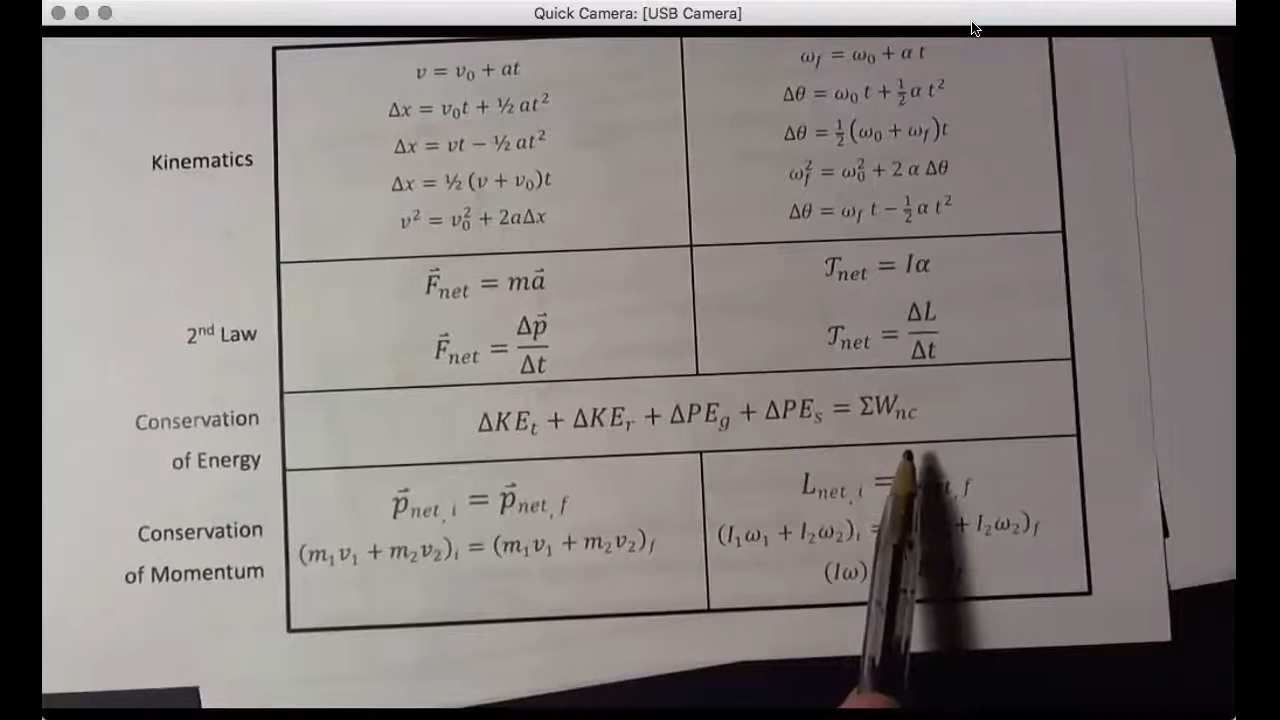 Quick Camera: [USB Camera]
Kinematics
v = v₀ + at
Δx = v₀t + ½ at²
Δx = vt − ½ at²
Δx = ½ (v + v₀)t
v² = v₀² + 2aΔx
ω_f = ω₀ + α t
Δθ = ω₀ t + ½ α t²
Δθ = ½ (ω₀ + ω_f)t
ω_f² = ω₀² + 2 α Δθ
Δθ = ω_f t − ½ α t²
2nd Law
F⃗_net = ma⃗
F⃗_net = Δp⃗/Δt
Τ_net = Iα
Τ_net = ΔL/Δt
Conservation
of Energy
ΔKE_t + ΔKE_r + ΔPE_g + ΔPE_s = ΣW_nc
Conservation
of Momentum
p⃗_net, i = p⃗_net, f
(m₁v₁ + m₂v₂)_i = (m₁v₁ + m₂v₂)_f
L_net, i = , f
(I₁ω₁ + I₂ω₂)_i = + I₂ω₂)_f
(Iω)